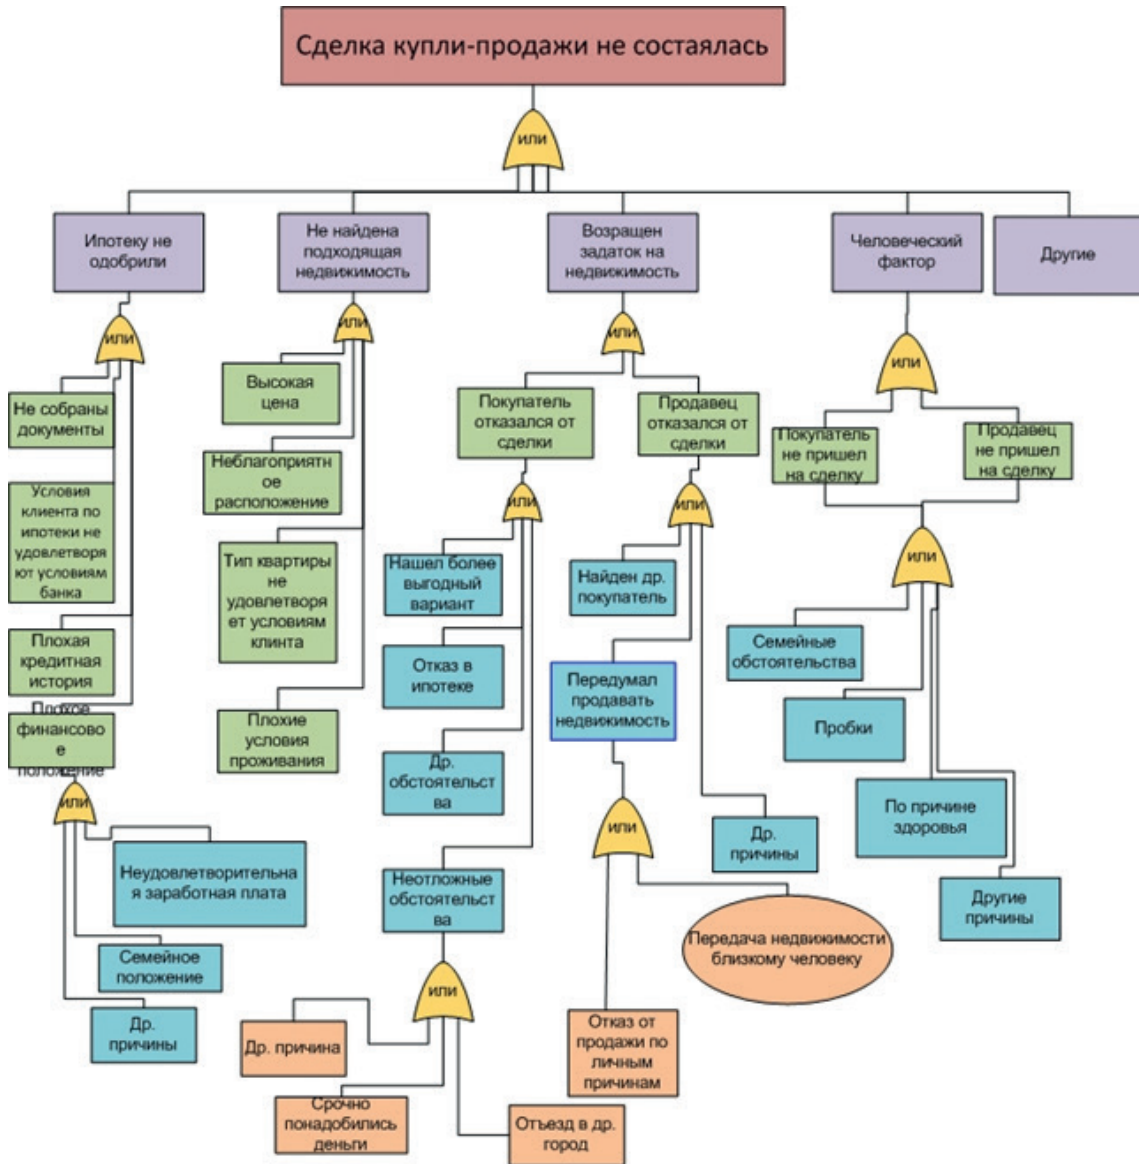 Сделка купли-продажи не состаялась
или
Ипотеку не
одобрили
Не найдена
подходящая
недвижимость
Возращен
задаток на
недвижимость
Человеческий
фактор
Другие
или
или
или
или
Не собраны
документы
Высокая
цена
Покупатель
отказался от
сделки
Продавец
отказался от
сделки
Покупатель
не пришел
на сделку
Продавец
не пришел
на сделку
Условия
клиента по
ипотеки не
удовлетворя
ют условиям
банка
Неблагоприятн
ое
расположение
или
или
или
Тип квартиры
не
удовлетворя
ет условиям
клинта
Нашел более
выгодный
вариант
Найден др.
покупатель
Плохая
кредитная
история
Отказ в
ипотеке
Передумал
продавать
недвижимость
Семейные
обстоятельства
Пробки
Плохое
финансово
е
положение
Плохие
условия
проживания
Др.
обстоятельст
ва
или
или
Др.
причины
По причине
здоровья
Неудовлетворительна
я заработная плата
Неотложные
обстоятельст
ва
Другие
причины
Передача недвижимости
близкому человеку
Семейное
положение
или
Др.
причины
Др. причина
Отказ от
продажи по
личным
причинам
Срочно
понадобились
деньги
Отъезд в др.
город